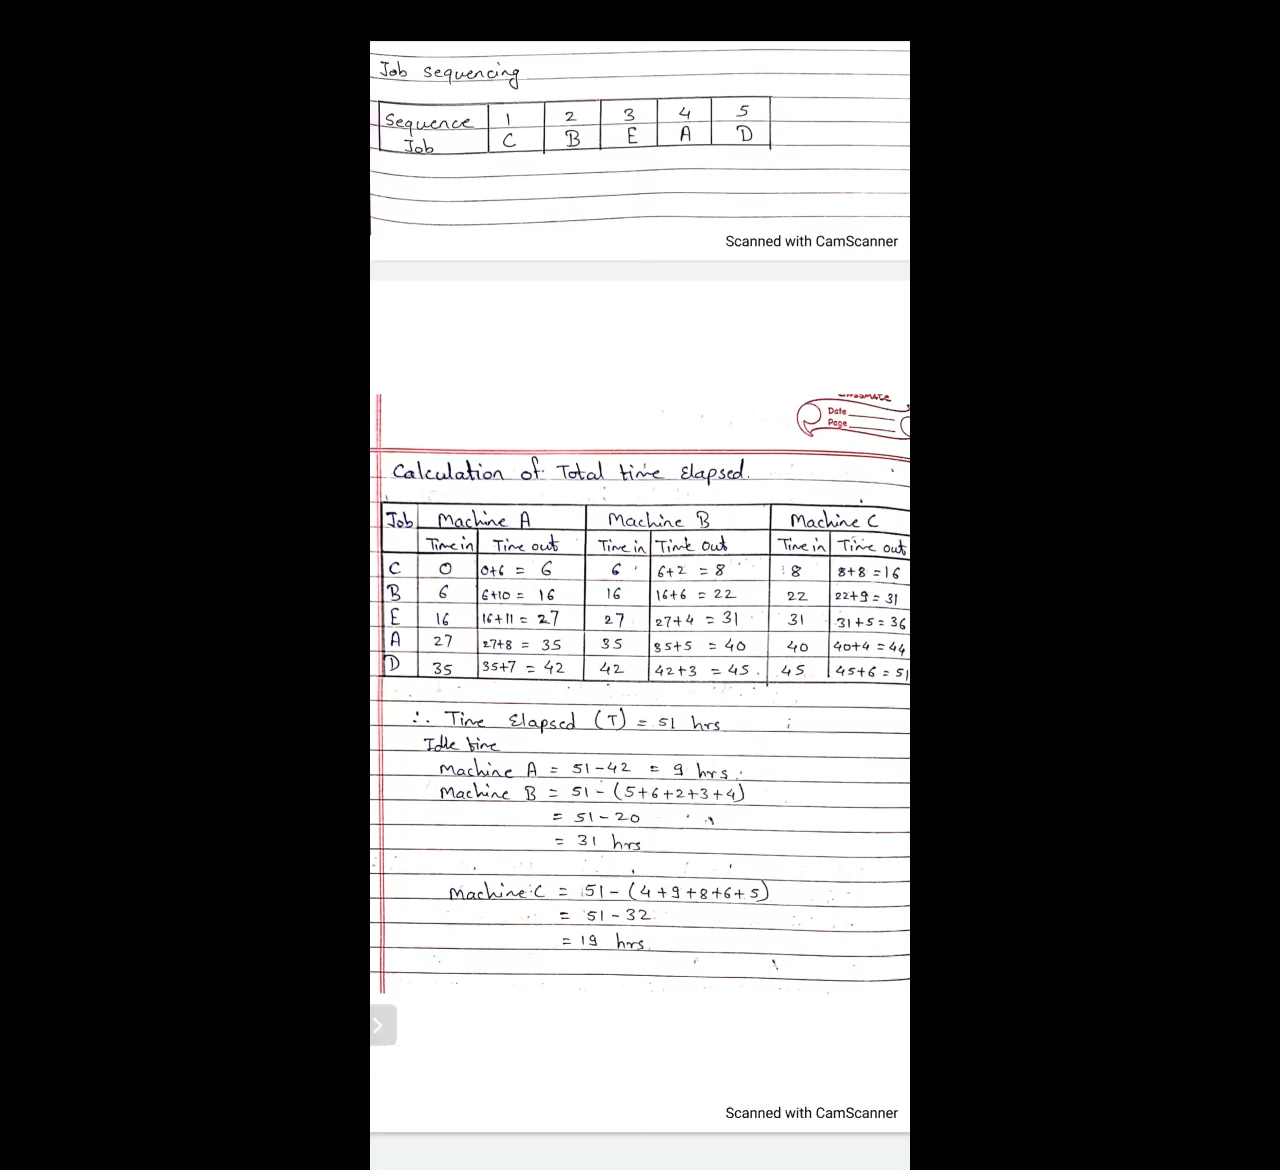 Job sequencing
Sequence 1 2 3 4 5
Job C B E A D
Scanned with CamScanner
Date
Page
Calculation of Total time Elapsed.
Job Machine A Machine B Machine C
Time in Time out Time in Time Out Time in Time out
C 0 0+6 = 6 6 6+2 = 8 8 8+8 = 16
B 6 6+10 = 16 16 16+6 = 22 22 22+9 = 31
E 16 16+11 = 27 27 27+4 = 31 31 31+5 = 36
A 27 27+8 = 35 35 35+5 = 40 40 40+4 = 44
D 35 35+7 = 42 42 42+3 = 45 45 45+6 = 51
∴ Time Elapsed (T) = 51 hrs
Idle time
Machine A = 51-42 = 9 hrs.
Machine B = 51-(5+6+2+3+4)
= 51-20
= 31 hrs
Machine C = 51-(4+9+8+6+5)
= 51-32
= 19 hrs.
Scanned with CamScanner